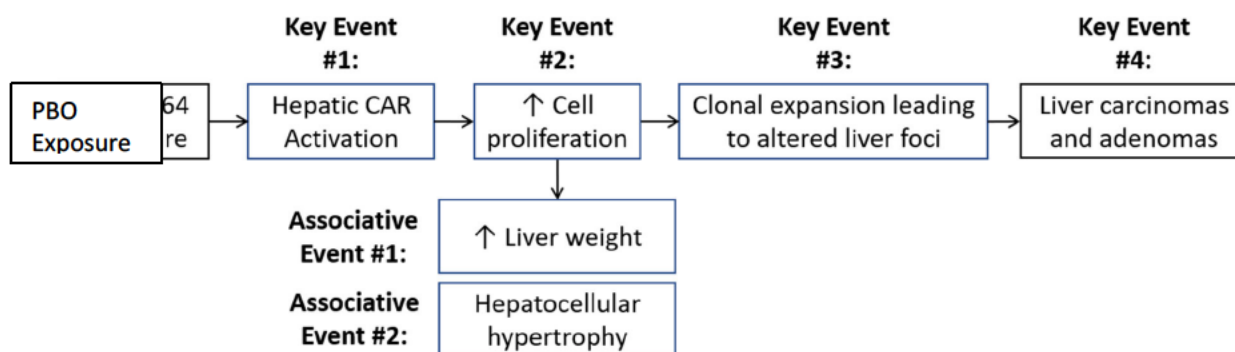 Key Event
#1:
Key Event
#2:
Key Event
#3:
Key Event
#4:
PBO
Exposure
64
re
Hepatic CAR
Activation
↑ Cell
proliferation
Clonal expansion leading
to altered liver foci
Liver carcinomas
and adenomas
Associative
Event #1:
↑ Liver weight
Associative
Event #2:
Hepatocellular
hypertrophy